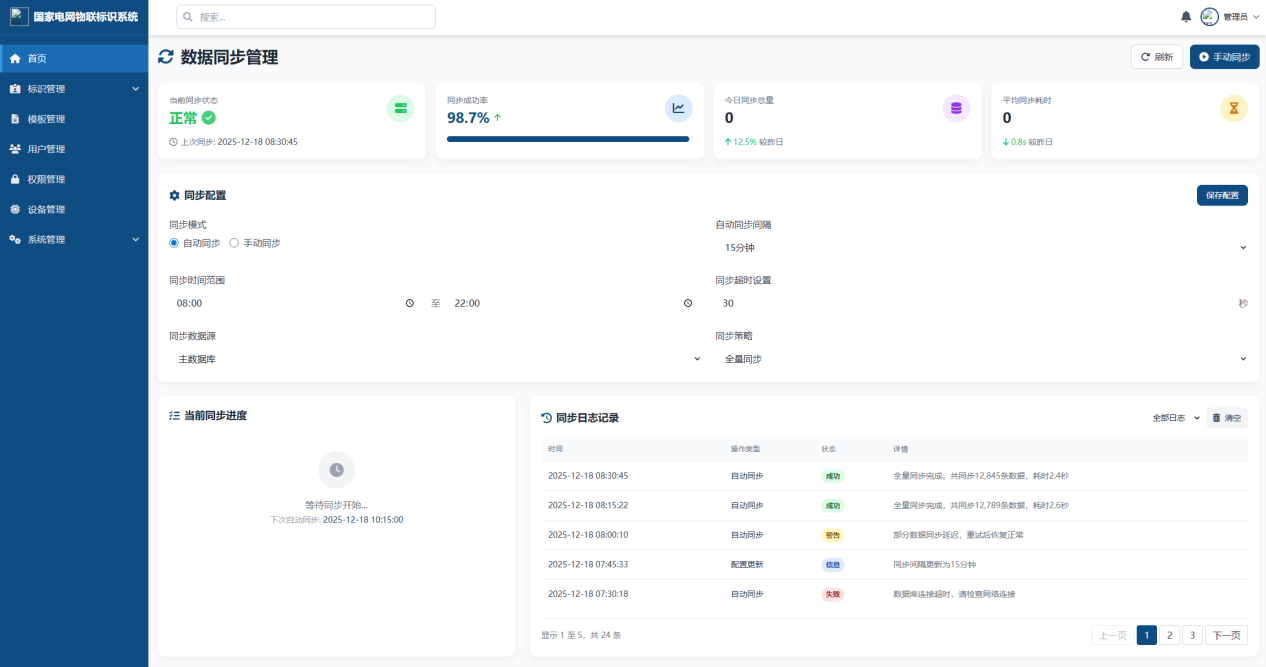 国家电网物联标识系统
搜索...
管理员
首页
标识管理
模板管理
用户管理
权限管理
设备管理
系统管理
数据同步管理
刷新
手动同步
当前同步状态
正常
上次同步: 2025-12-18 08:30:45
同步成功率
98.7%
今日同步总量
0
12.5% 较昨日
平均同步耗时
0
0.8s 较昨日
同步配置
保存配置
同步模式
自动同步 手动同步
自动同步间隔
15分钟
同步时间范围
08:00 至 22:00
同步超时设置
30 秒
同步数据源
主数据库
同步策略
全量同步
当前同步进度
等待同步开始...
下次自动同步: 2025-12-18 10:15:00
同步日志记录
全部日志 清空
时间 操作类型 状态 详情
2025-12-18 08:30:45 自动同步 成功 全量同步完成，共同步12,845条数据，耗时2.4秒
2025-12-18 08:15:22 自动同步 成功 全量同步完成，共同步12,789条数据，耗时2.6秒
2025-12-18 08:00:10 自动同步 警告 部分数据同步延迟，重试后恢复正常
2025-12-18 07:45:33 配置更新 信息 同步间隔更新为15分钟
2025-12-18 07:30:18 自动同步 失败 数据库连接超时，请检查网络连接
显示 1 至 5，共 24 条
上一页 1 2 3 下一页